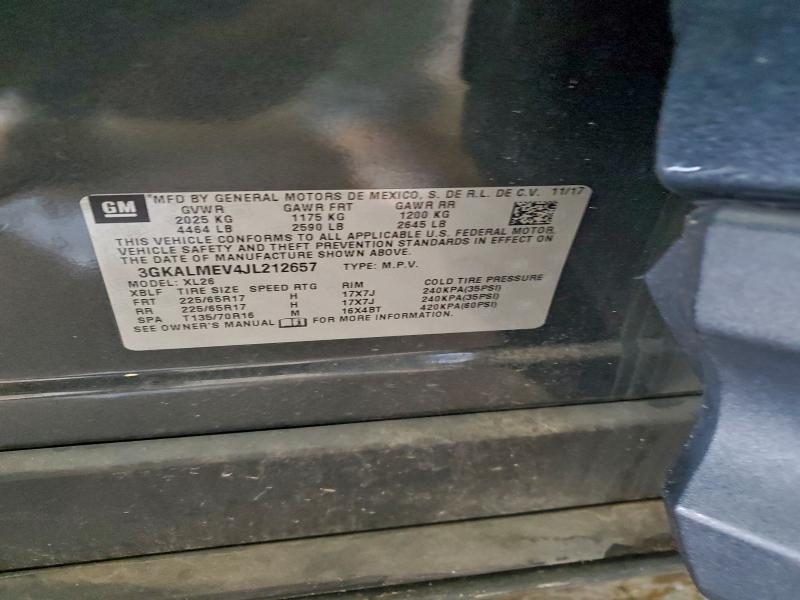 GM
*MFD BY GENERAL MOTORS DE MEXICO, S. DE R.L. DE C.V. 11/17
GVWR GAWR FRT GAWR RR
2025 KG 1175 KG 1200 KG
4464 LB 2590 LB 2645 LB
THIS VEHICLE CONFORMS TO ALL APPLICABLE U.S. FEDERAL MOTOR
VEHICLE SAFETY AND THEFT PREVENTION STANDARDS IN EFFECT ON
THE DATE OF MANUFACTURE SHOWN ABOVE.
3GKALMEV4JL212657 TYPE: M.P.V.
MODEL: XL26
XBLF TIRE SIZE SPEED RTG RIM COLD TIRE PRESSURE
FRT 225/65R17 H 17X7J 240KPA(35PSI)
RR 225/65R17 H 17X7J 240KPA(35PSI)
SPA T135/70R16 M 16X4BT 420KPA(60PSI)
SEE OWNER'S MANUAL FOR MORE INFORMATION.